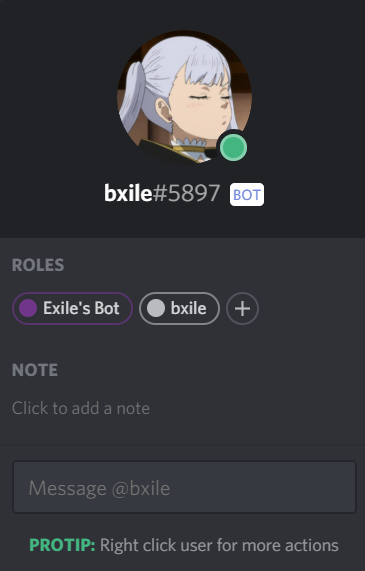 bxile#5897 BOT
ROLES
Exile's Bot bxile +
NOTE
Click to add a note
Message @bxile
PROTIP: Right click user for more actions